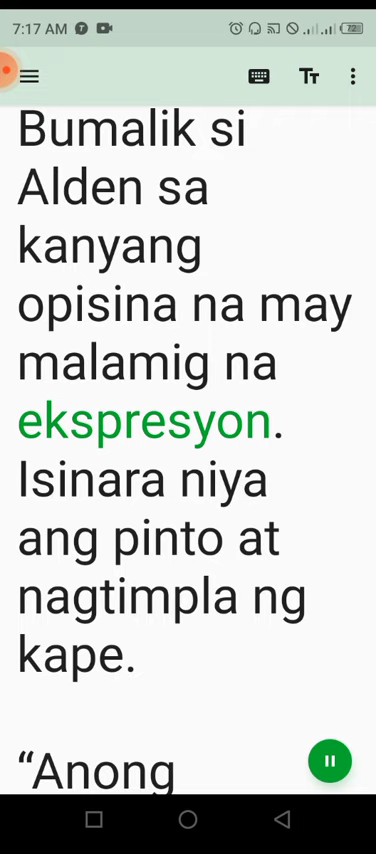 7:17 AM
72
Bumalik si
Alden sa
kanyang
opisina na may
malamig na
ekspresyon.
Isinara niya
ang pinto at
nagtimpla ng
kape.
“Anong